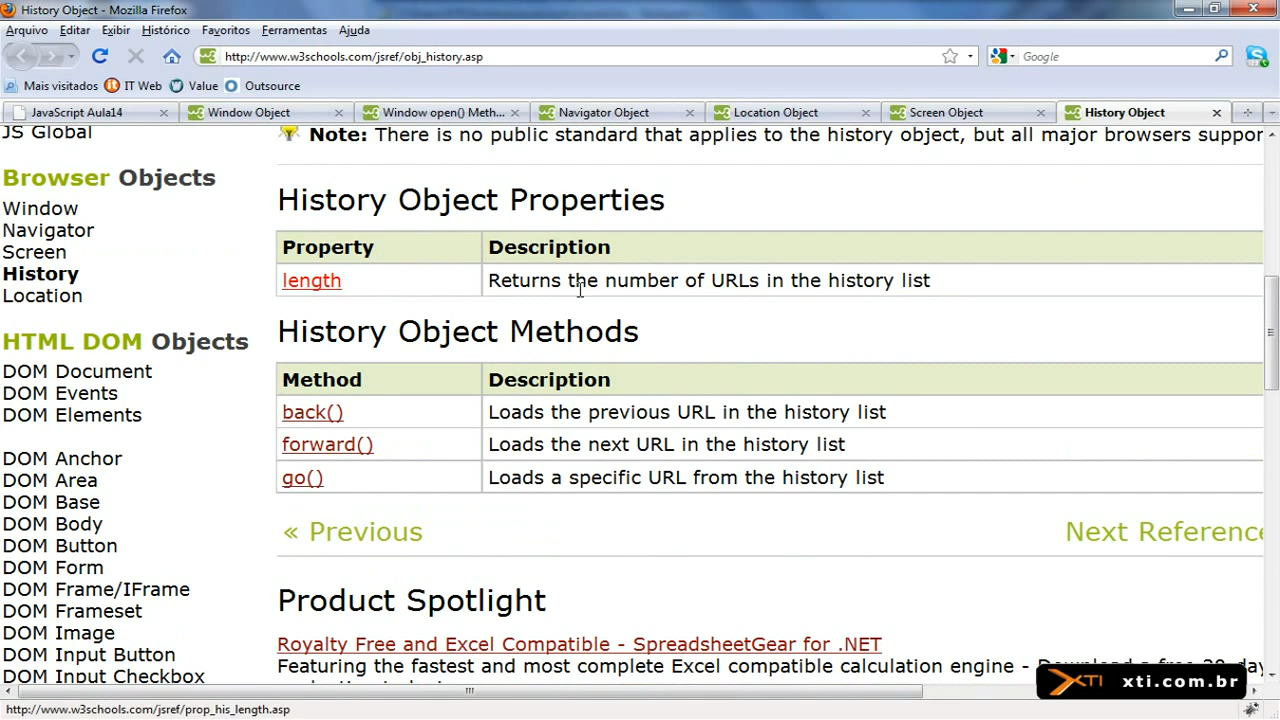 History Object - Mozilla Firefox
Arquivo Editar Exibir Histórico Favoritos Ferramentas Ajuda
http://www.w3schools.com/jsref/obj_history.asp
Google
Mais visitados IT Web Value Outsource
JavaScript Aula14 Window Object Window open() Meth... Navigator Object Location Object Screen Object History Object
JS Global
Note: There is no public standard that applies to the history object, but all major browsers suppor
Browser Objects
Window
Navigator
Screen
History
Location
HTML DOM Objects
DOM Document
DOM Events
DOM Elements
DOM Anchor
DOM Area
DOM Base
DOM Body
DOM Button
DOM Form
DOM Frame/IFrame
DOM Frameset
DOM Image
DOM Input Button
DOM Input Checkbox
History Object Properties
Property Description
length Returns the number of URLs in the history list
History Object Methods
Method Description
back() Loads the previous URL in the history list
forward() Loads the next URL in the history list
go() Loads a specific URL from the history list
« Previous Next Reference
Product Spotlight
Royalty Free and Excel Compatible - SpreadsheetGear for .NET
Featuring the fastest and most complete Excel compatible calculation engine - Download a free 30-day
XTI xti.com.br
http://www.w3schools.com/jsref/prop_his_length.asp